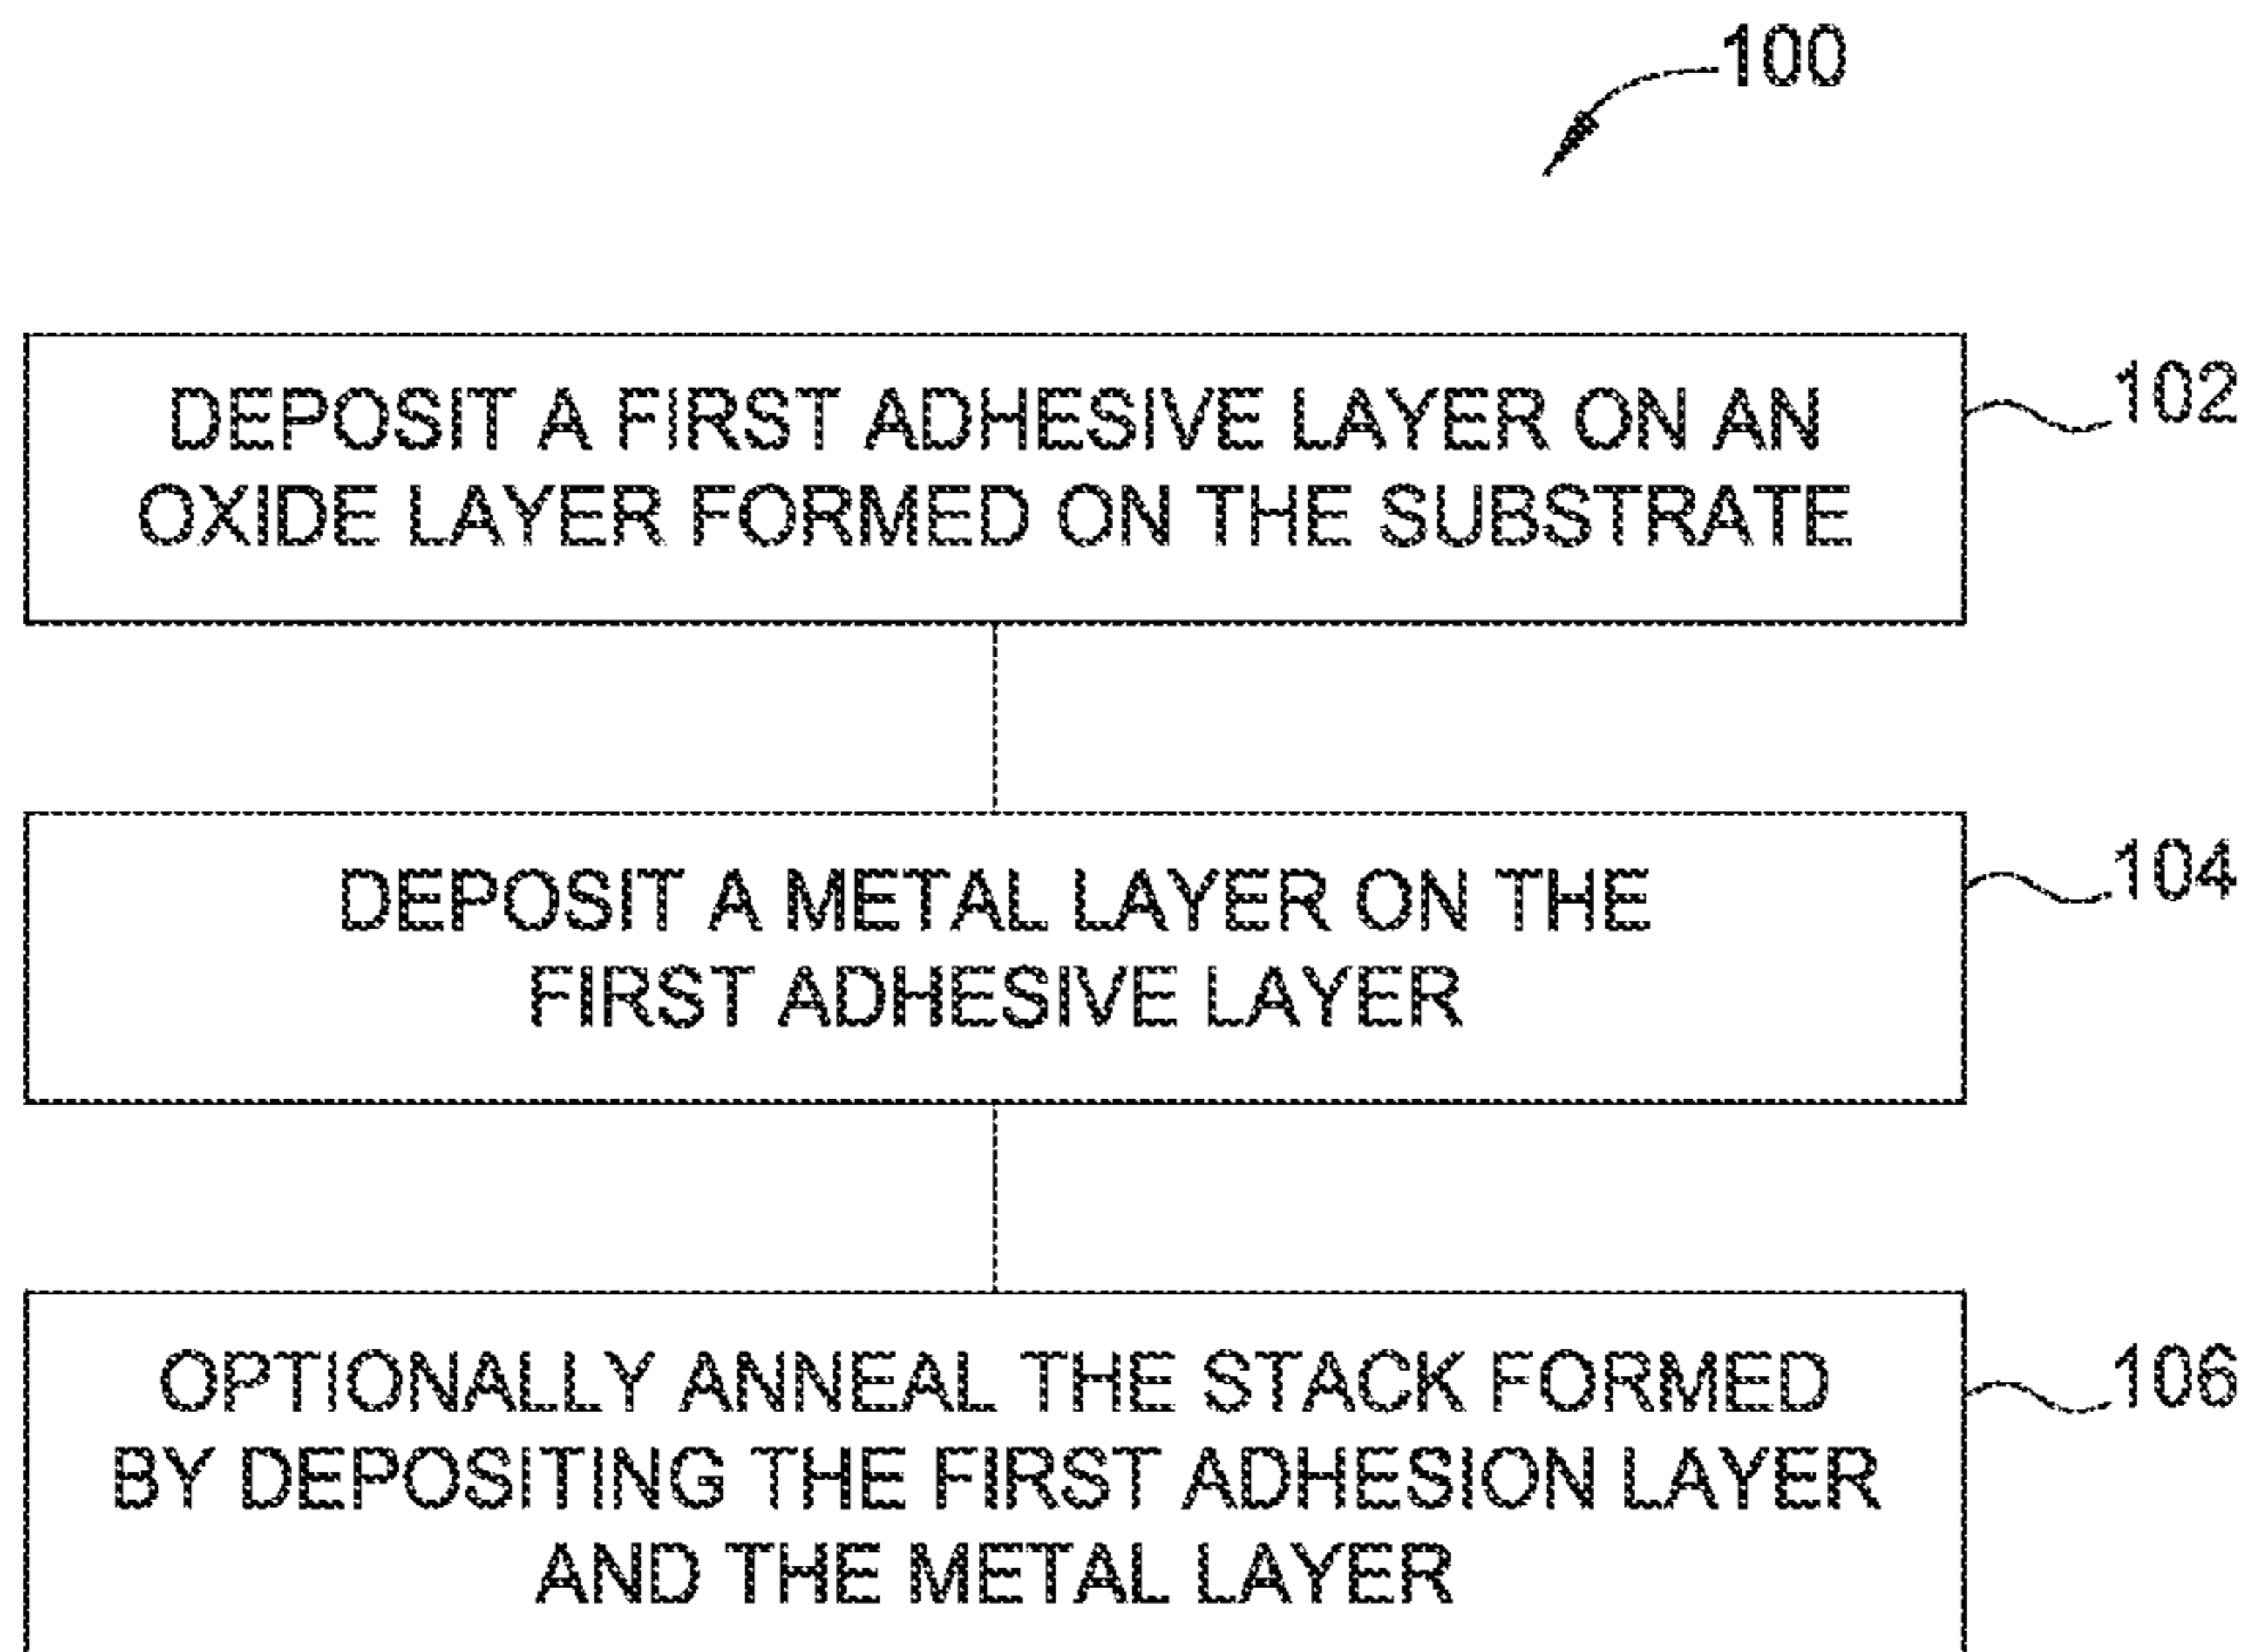 100
DEPOSIT A FIRST ADHESIVE LAYER ON AN
OXIDE LAYER FORMED ON THE SUBSTRATE
102
DEPOSIT A METAL LAYER ON THE
FIRST ADHESIVE LAYER
104
OPTIONALLY ANNEAL THE STACK FORMED
BY DEPOSITING THE FIRST ADHESION LAYER
AND THE METAL LAYER
106